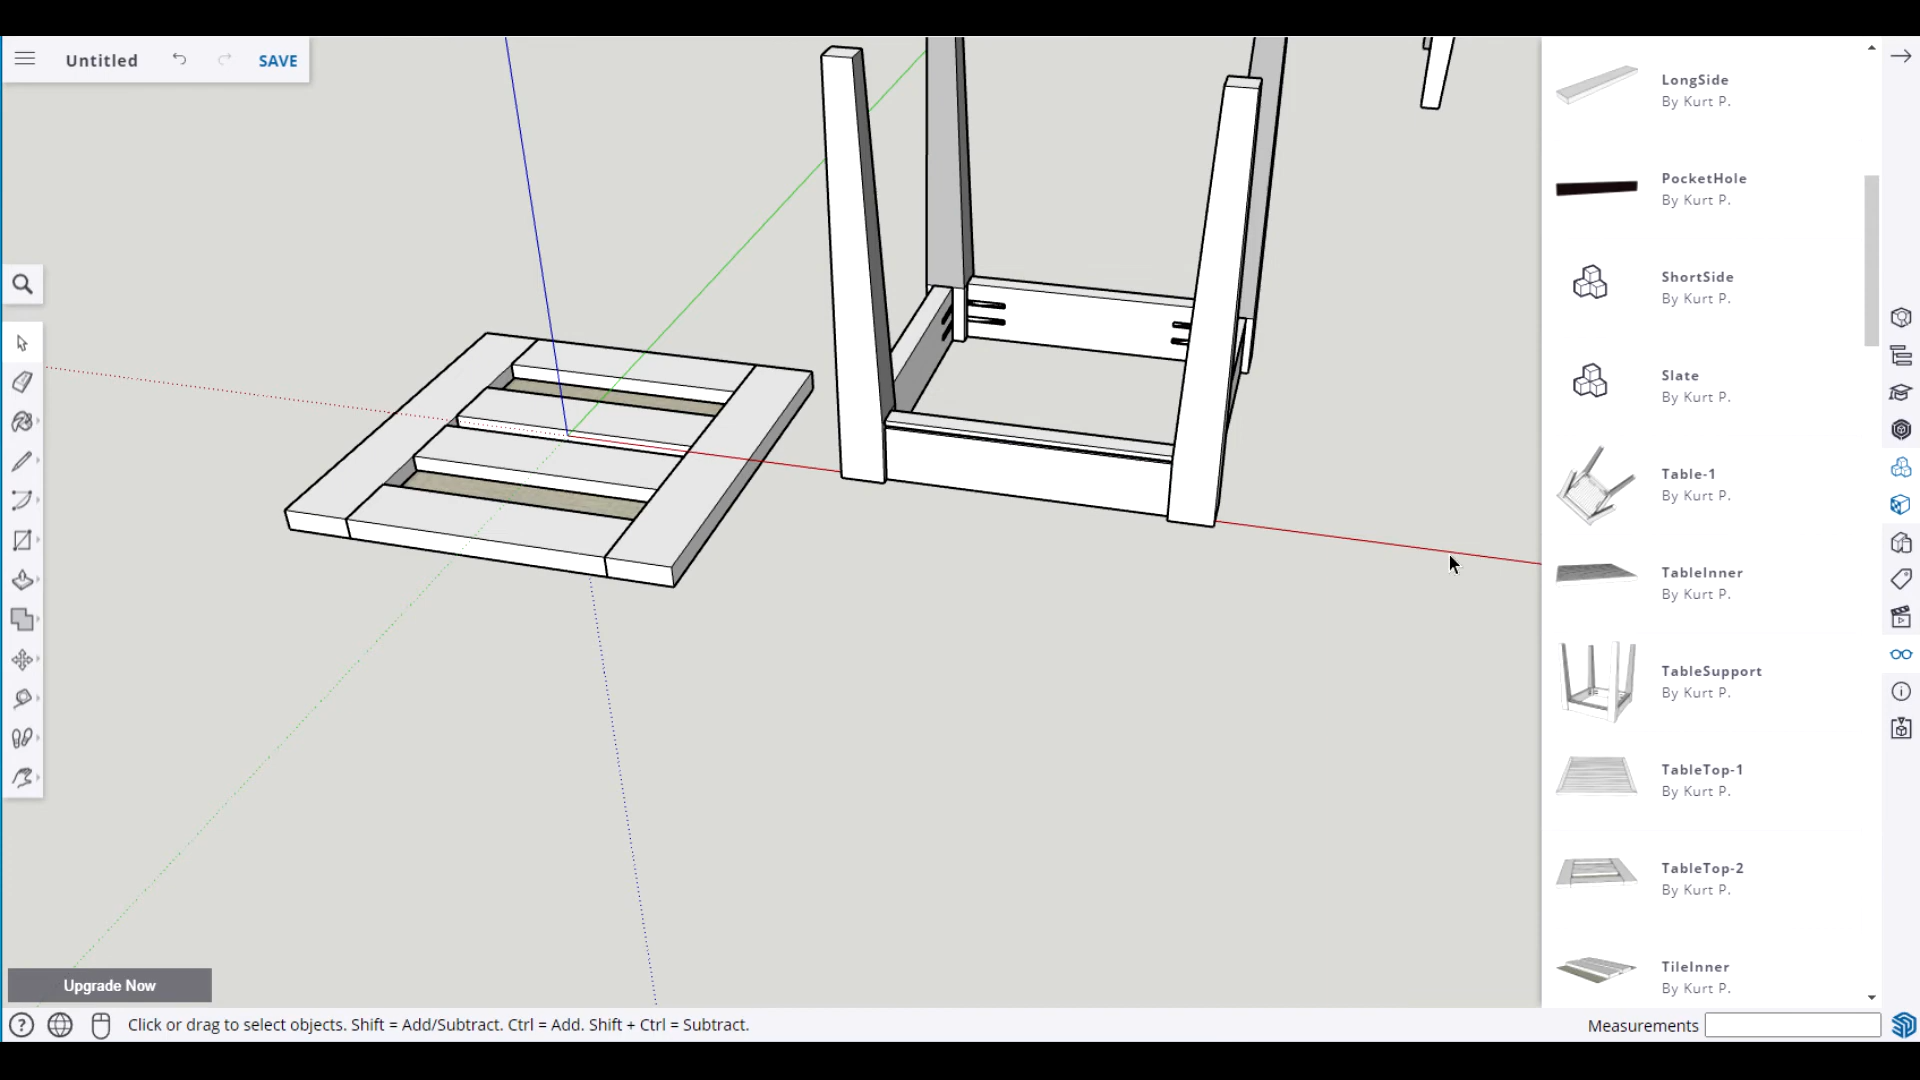 Untitled
SAVE
LongSide
By Kurt P.
PocketHole
By Kurt P.
ShortSide
By Kurt P.
Slate
By Kurt P.
Table-1
By Kurt P.
TableInner
By Kurt P.
TableSupport
By Kurt P.
TableTop-1
By Kurt P.
TableTop-2
By Kurt P.
TileInner
By Kurt P.
Upgrade Now
Click or drag to select objects. Shift = Add/Subtract. Ctrl = Add. Shift + Ctrl = Subtract.
Measurements